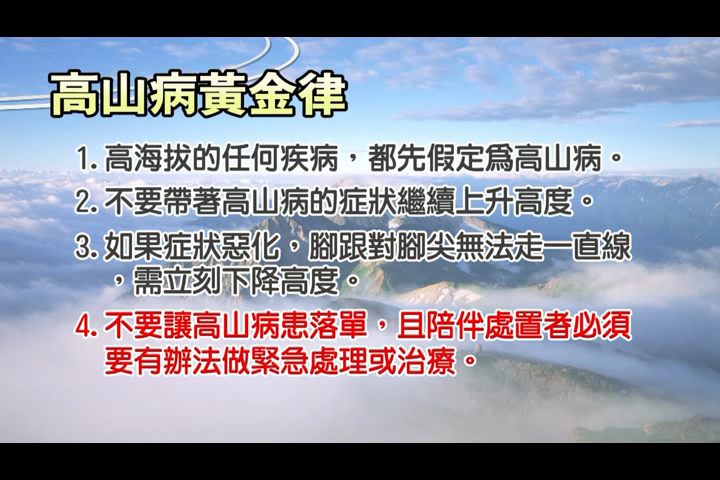 高山病黃金律
1. 高海拔的任何疾病，都先假定為高山病。
2. 不要帶著高山病的症狀繼續上升高度。
3. 如果症狀惡化，腳跟對腳尖無法走一直線
，需立刻下降高度。
4. 不要讓高山病患落單，且陪伴處置者必須
要有辦法做緊急處理或治療。